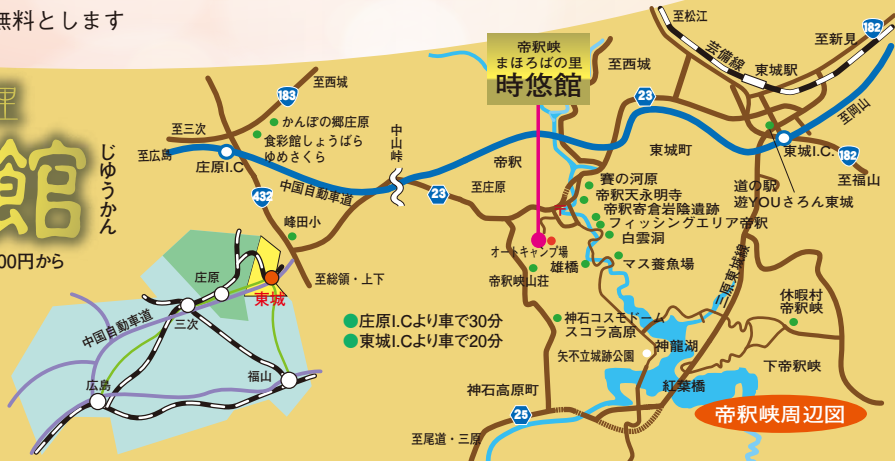 無料とします
館
じゆうかん
00円から
帝釈峡
まほろばの里
時悠館
至松江
182
至新見
芸備線
東城駅
至岡山
至西城
183
かんぽの郷庄原
食彩館しょうばら
ゆめさくら
至三次
至広島
庄原I.C
中国自動車道
432
峰田小
至総領・上下
中山峠
23
至庄原
帝釈
至西城
23
東城町
東城I.C.
182
至福山
道の駅
遊YOUさろん東城
賽の河原
帝釈天永明寺
帝釈寄倉岩陰遺跡
フィッシングエリア帝釈
白雲洞
オートキャンプ場
帝釈峡山荘
雄橋
マス養魚場
三原東城線
休暇村
帝釈峡
神石コスモドーム
スコラ高原
矢不立城跡公園
神龍湖
紅葉橋
下帝釈峡
神石高原町
25
至尾道・三原
帝釈峡周辺図
庄原
東城
三次
中国自動車道
広島
福山
●庄原I.Cより車で30分
●東城I.Cより車で20分